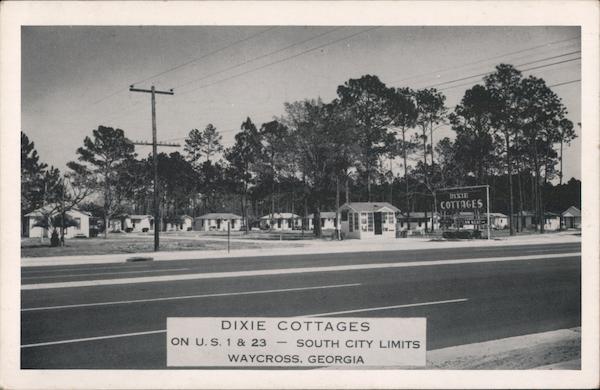 DIXIE
COTTAGES
DIXIE COTTAGES
ON U.S. 1 & 23 — SOUTH CITY LIMITS
WAYCROSS, GEORGIA